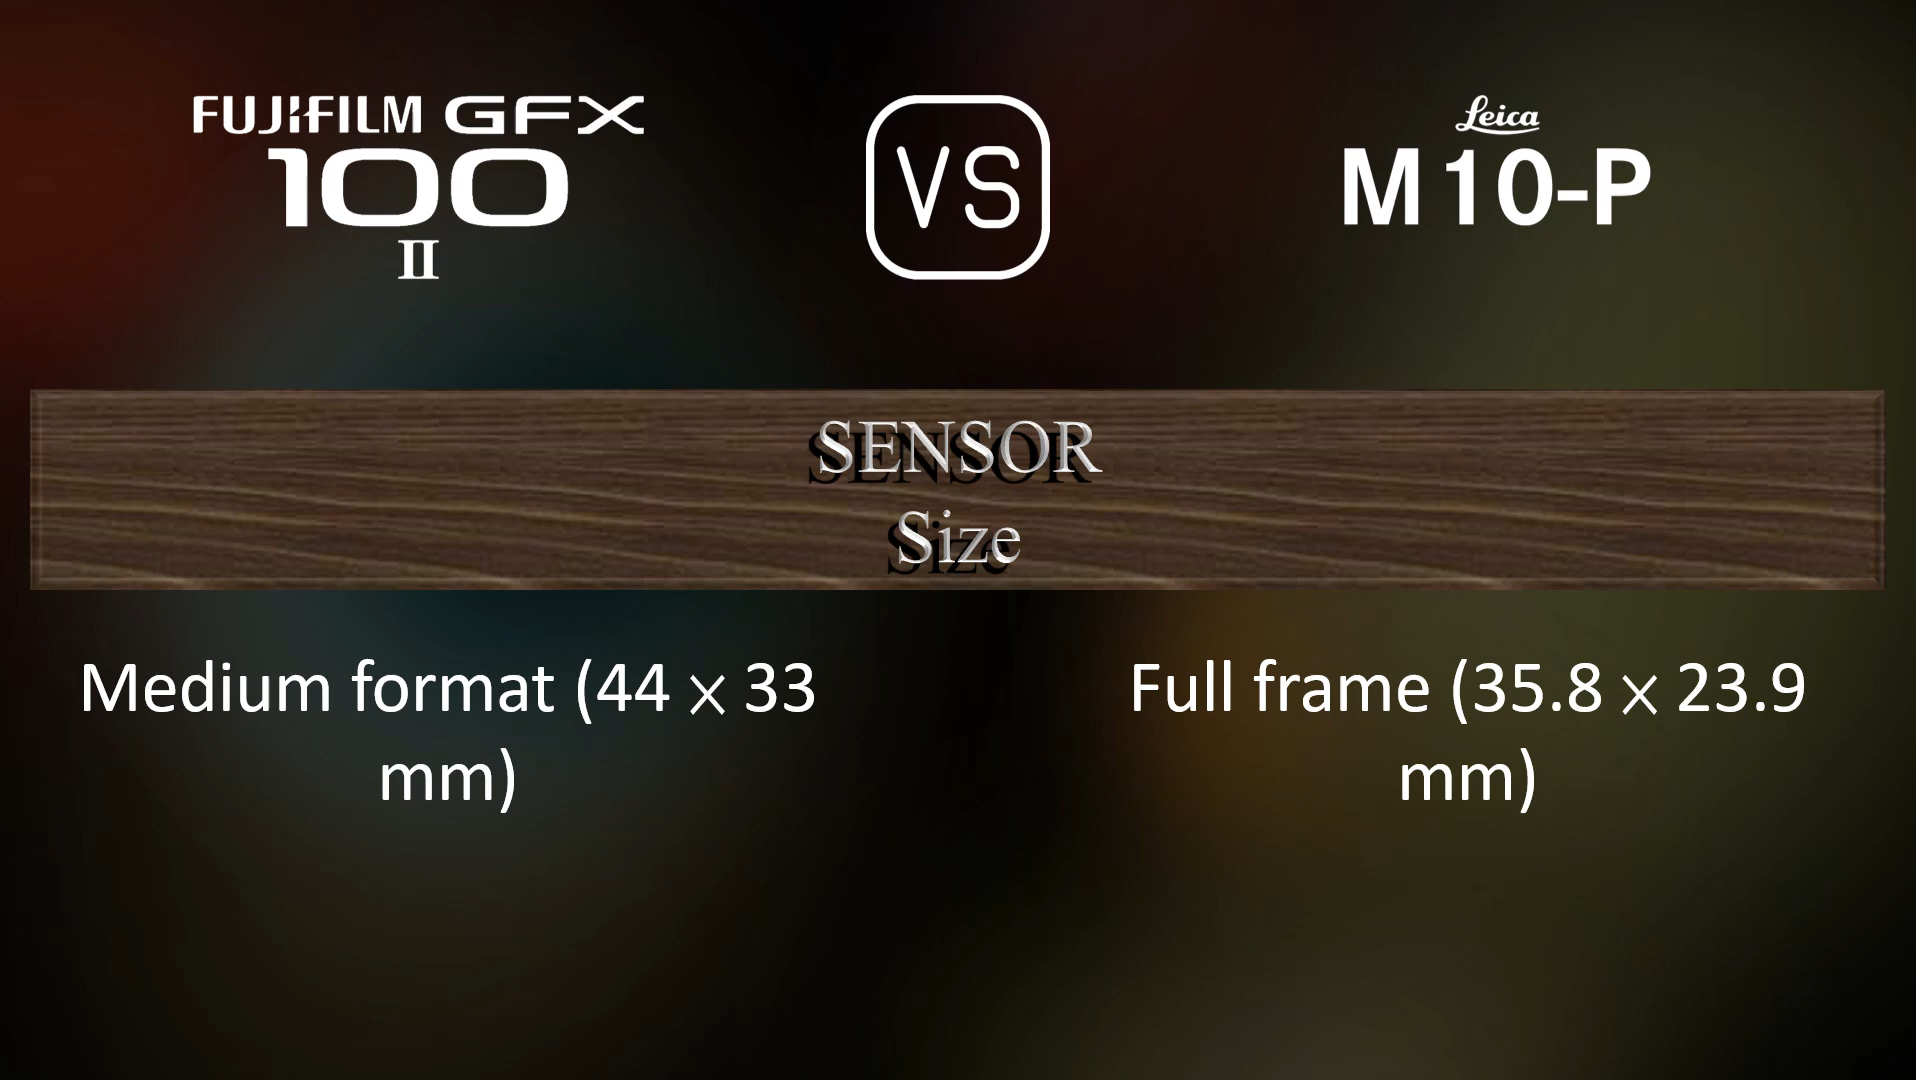 FUJIFILM GFX
100
II
VS
Leica
M10-P
SENSOR
Size
Medium format (44 x 33
mm)
Full frame (35.8 x 23.9
mm)